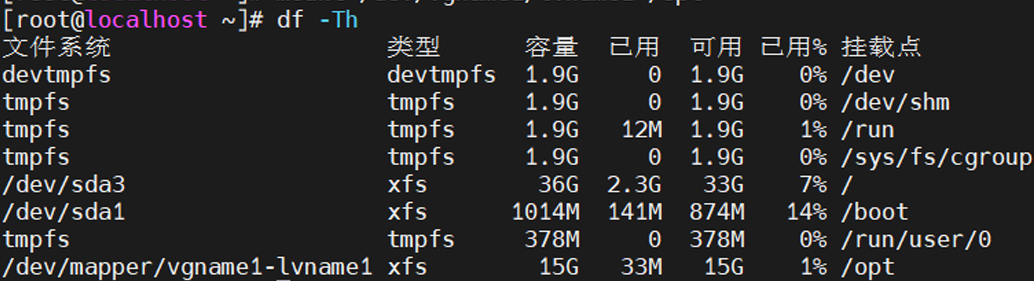 [root@localhost ~]# df -Th
文件系统 类型 容量 已用 可用 已用% 挂载点
devtmpfs devtmpfs 1.9G 0 1.9G 0% /dev
tmpfs tmpfs 1.9G 0 1.9G 0% /dev/shm
tmpfs tmpfs 1.9G 12M 1.9G 1% /run
tmpfs tmpfs 1.9G 0 1.9G 0% /sys/fs/cgroup
/dev/sda3 xfs 36G 2.3G 33G 7% /
/dev/sda1 xfs 1014M 141M 874M 14% /boot
tmpfs tmpfs 378M 0 378M 0% /run/user/0
/dev/mapper/vgname1-lvname1 xfs 15G 33M 15G 1% /opt